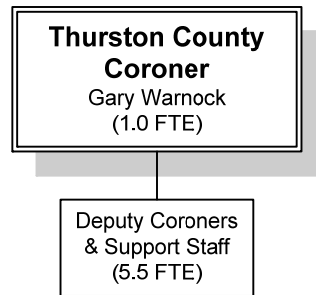 Thurston County
Coroner
Gary Warnock
(1.0 FTE)
Deputy Coroners
& Support Staff
(5.5 FTE)